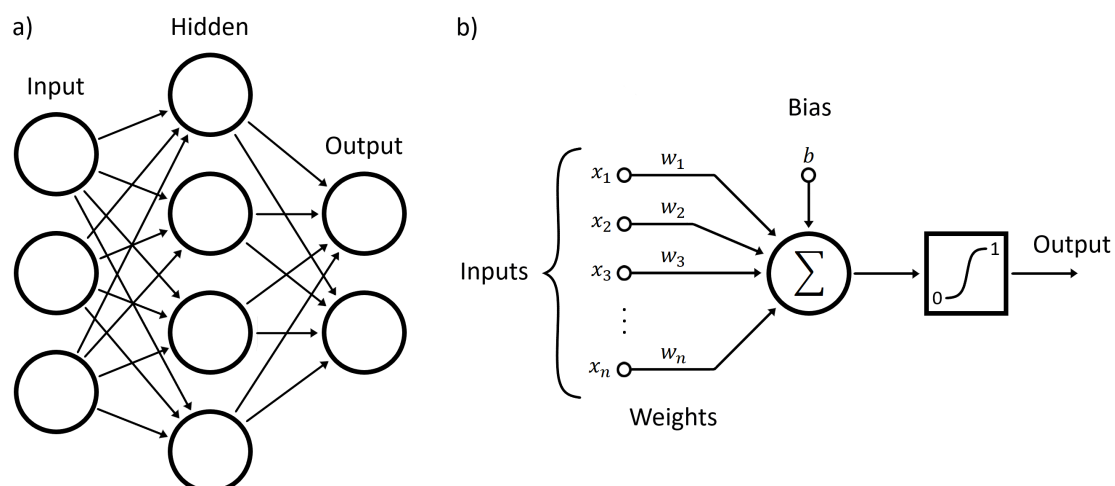 a)
Hidden
Input
Output
b)
Bias
b
x₁ w₁
x₂ w₂
x₃ w₃
⋮
xₙ wₙ
Inputs
Weights
∑
0 1
Output